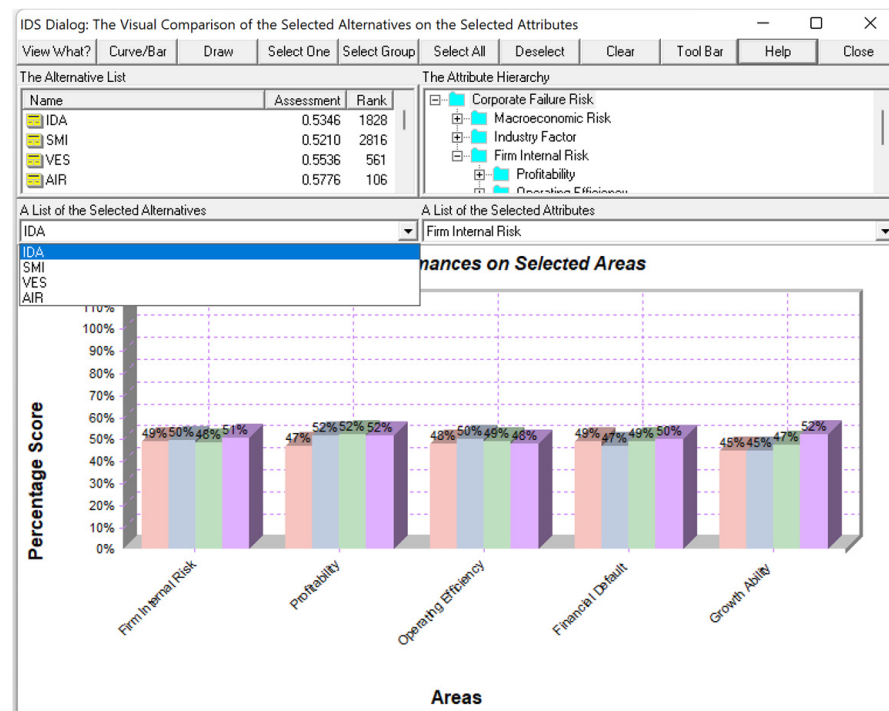 IDS Dialog: The Visual Comparison of the Selected Alternatives on the Selected Attributes
View What? Curve/Bar Draw Select One Select Group Select All Deselect Clear Tool Bar Help Close
The Alternative List The Attribute Hierarchy
Name Assessment Rank
IDA 0.5346 1828
SMI 0.5210 2816
VES 0.5536 561
AIR 0.5776 106
Corporate Failure Risk
Macroeconomic Risk
Industry Factor
Firm Internal Risk
Profitability
Operating Efficiency
A List of the Selected Alternatives A List of the Selected Attributes
IDA Firm Internal Risk
IDA
SMI
VES
AIR
mances on Selected Areas
110%
100%
90%
80%
70%
60%
50%
40%
30%
20%
10%
0%
49% 50% 48% 51% 47% 52% 52% 52% 48% 50% 49% 48% 49% 47% 49% 50% 45% 45% 47% 52%
Percentage Score
Firm Internal Risk
Profitability
Operating Efficiency
Financial Default
Growth Ability
Areas